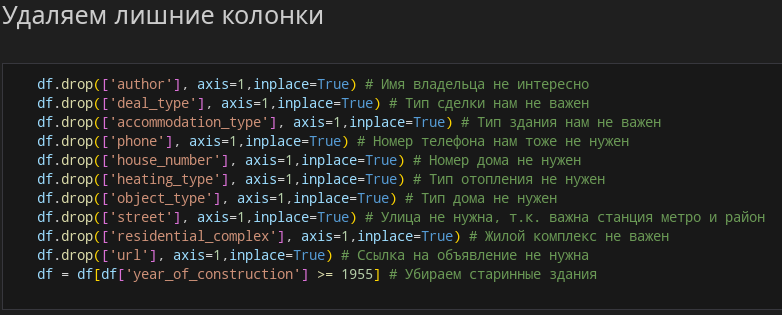 Удаляем лишние колонки
df.drop(['author'], axis=1,inplace=True) # Имя владельца не интересно
df.drop(['deal_type'], axis=1,inplace=True) # Тип сделки нам не важен
df.drop(['accommodation_type'], axis=1,inplace=True) # Тип здания нам не важен
df.drop(['phone'], axis=1,inplace=True) # Номер телефона нам тоже не нужен
df.drop(['house_number'], axis=1,inplace=True) # Номер дома не нужен
df.drop(['heating_type'], axis=1,inplace=True) # Тип отопления не нужен
df.drop(['object_type'], axis=1,inplace=True) # Тип дома не нужен
df.drop(['street'], axis=1,inplace=True) # Улица не нужна, т.к. важна станция метро и район
df.drop(['residential_complex'], axis=1,inplace=True) # Жилой комплекс не важен
df.drop(['url'], axis=1,inplace=True) # Ссылка на объявление не нужна
df = df[df['year_of_construction'] >= 1955] # Убираем старинные здания